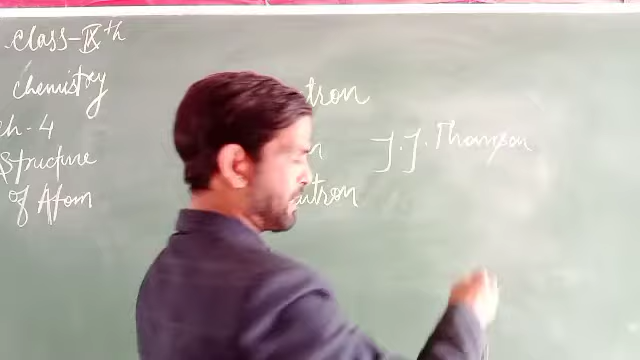 Class-IXth
Chemistry
Ch-4
Structure
of Atom
tron
n
utron
J.J. Thomson